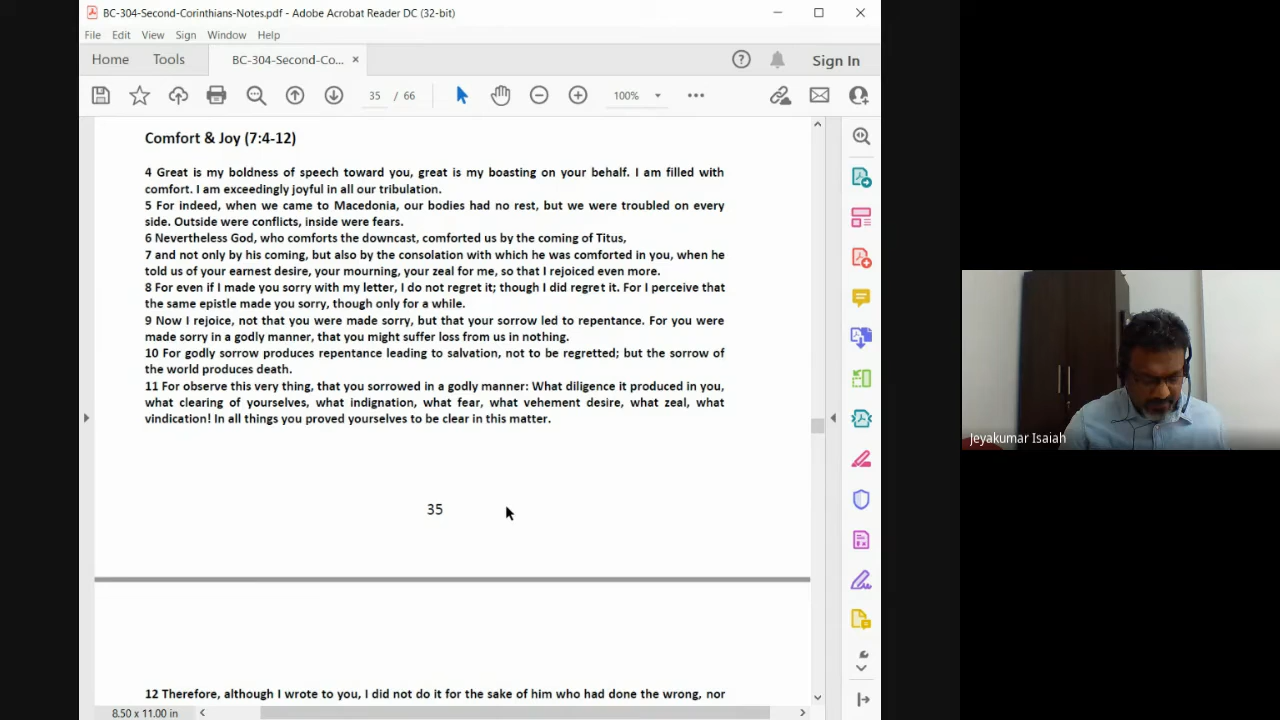 BC-304-Second-Corinthians-Notes.pdf - Adobe Acrobat Reader DC (32-bit)
File Edit View Sign Window Help
Home Tools BC-304-Second-Co... × Sign In
35 / 66 100%
Comfort & Joy (7:4-12)
4 Great is my boldness of speech toward you, great is my boasting on your behalf. I am filled with
comfort. I am exceedingly joyful in all our tribulation.
5 For indeed, when we came to Macedonia, our bodies had no rest, but we were troubled on every
side. Outside were conflicts, inside were fears.
6 Nevertheless God, who comforts the downcast, comforted us by the coming of Titus,
7 and not only by his coming, but also by the consolation with which he was comforted in you, when he
told us of your earnest desire, your mourning, your zeal for me, so that I rejoiced even more.
8 For even if I made you sorry with my letter, I do not regret it; though I did regret it. For I perceive that
the same epistle made you sorry, though only for a while.
9 Now I rejoice, not that you were made sorry, but that your sorrow led to repentance. For you were
made sorry in a godly manner, that you might suffer loss from us in nothing.
10 For godly sorrow produces repentance leading to salvation, not to be regretted; but the sorrow of
the world produces death.
11 For observe this very thing, that you sorrowed in a godly manner: What diligence it produced in you,
what clearing of yourselves, what indignation, what fear, what vehement desire, what zeal, what
vindication! In all things you proved yourselves to be clear in this matter.
35
12 Therefore, although I wrote to you, I did not do it for the sake of him who had done the wrong, nor
8.50 x 11.00 in
Jeyakumar Isaiah